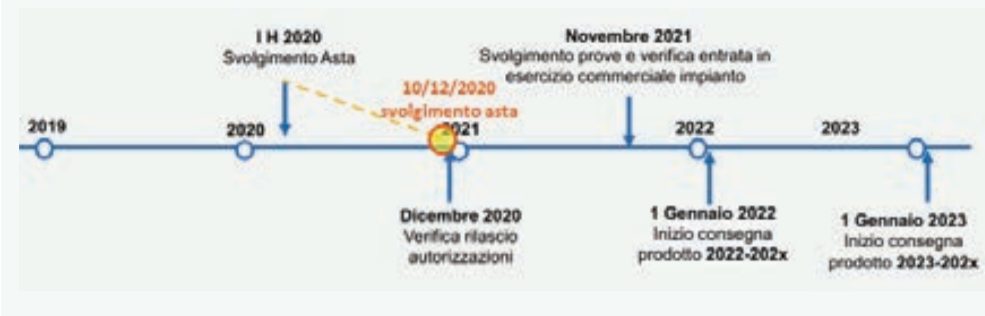 I H 2020
Svolgimento Asta
Novembre 2021
Svolgimento prove e verifica entrata in
esercizio commerciale impianto
10/12/2020
svolgimento asta
2019
2020
2021
2022
2023
Dicembre 2020
Verifica rilascio
autorizzazioni
1 Gennaio 2022
Inizio consegna
prodotto 2022-202x
1 Gennaio 2023
Inizio consegna
prodotto 2023-202x